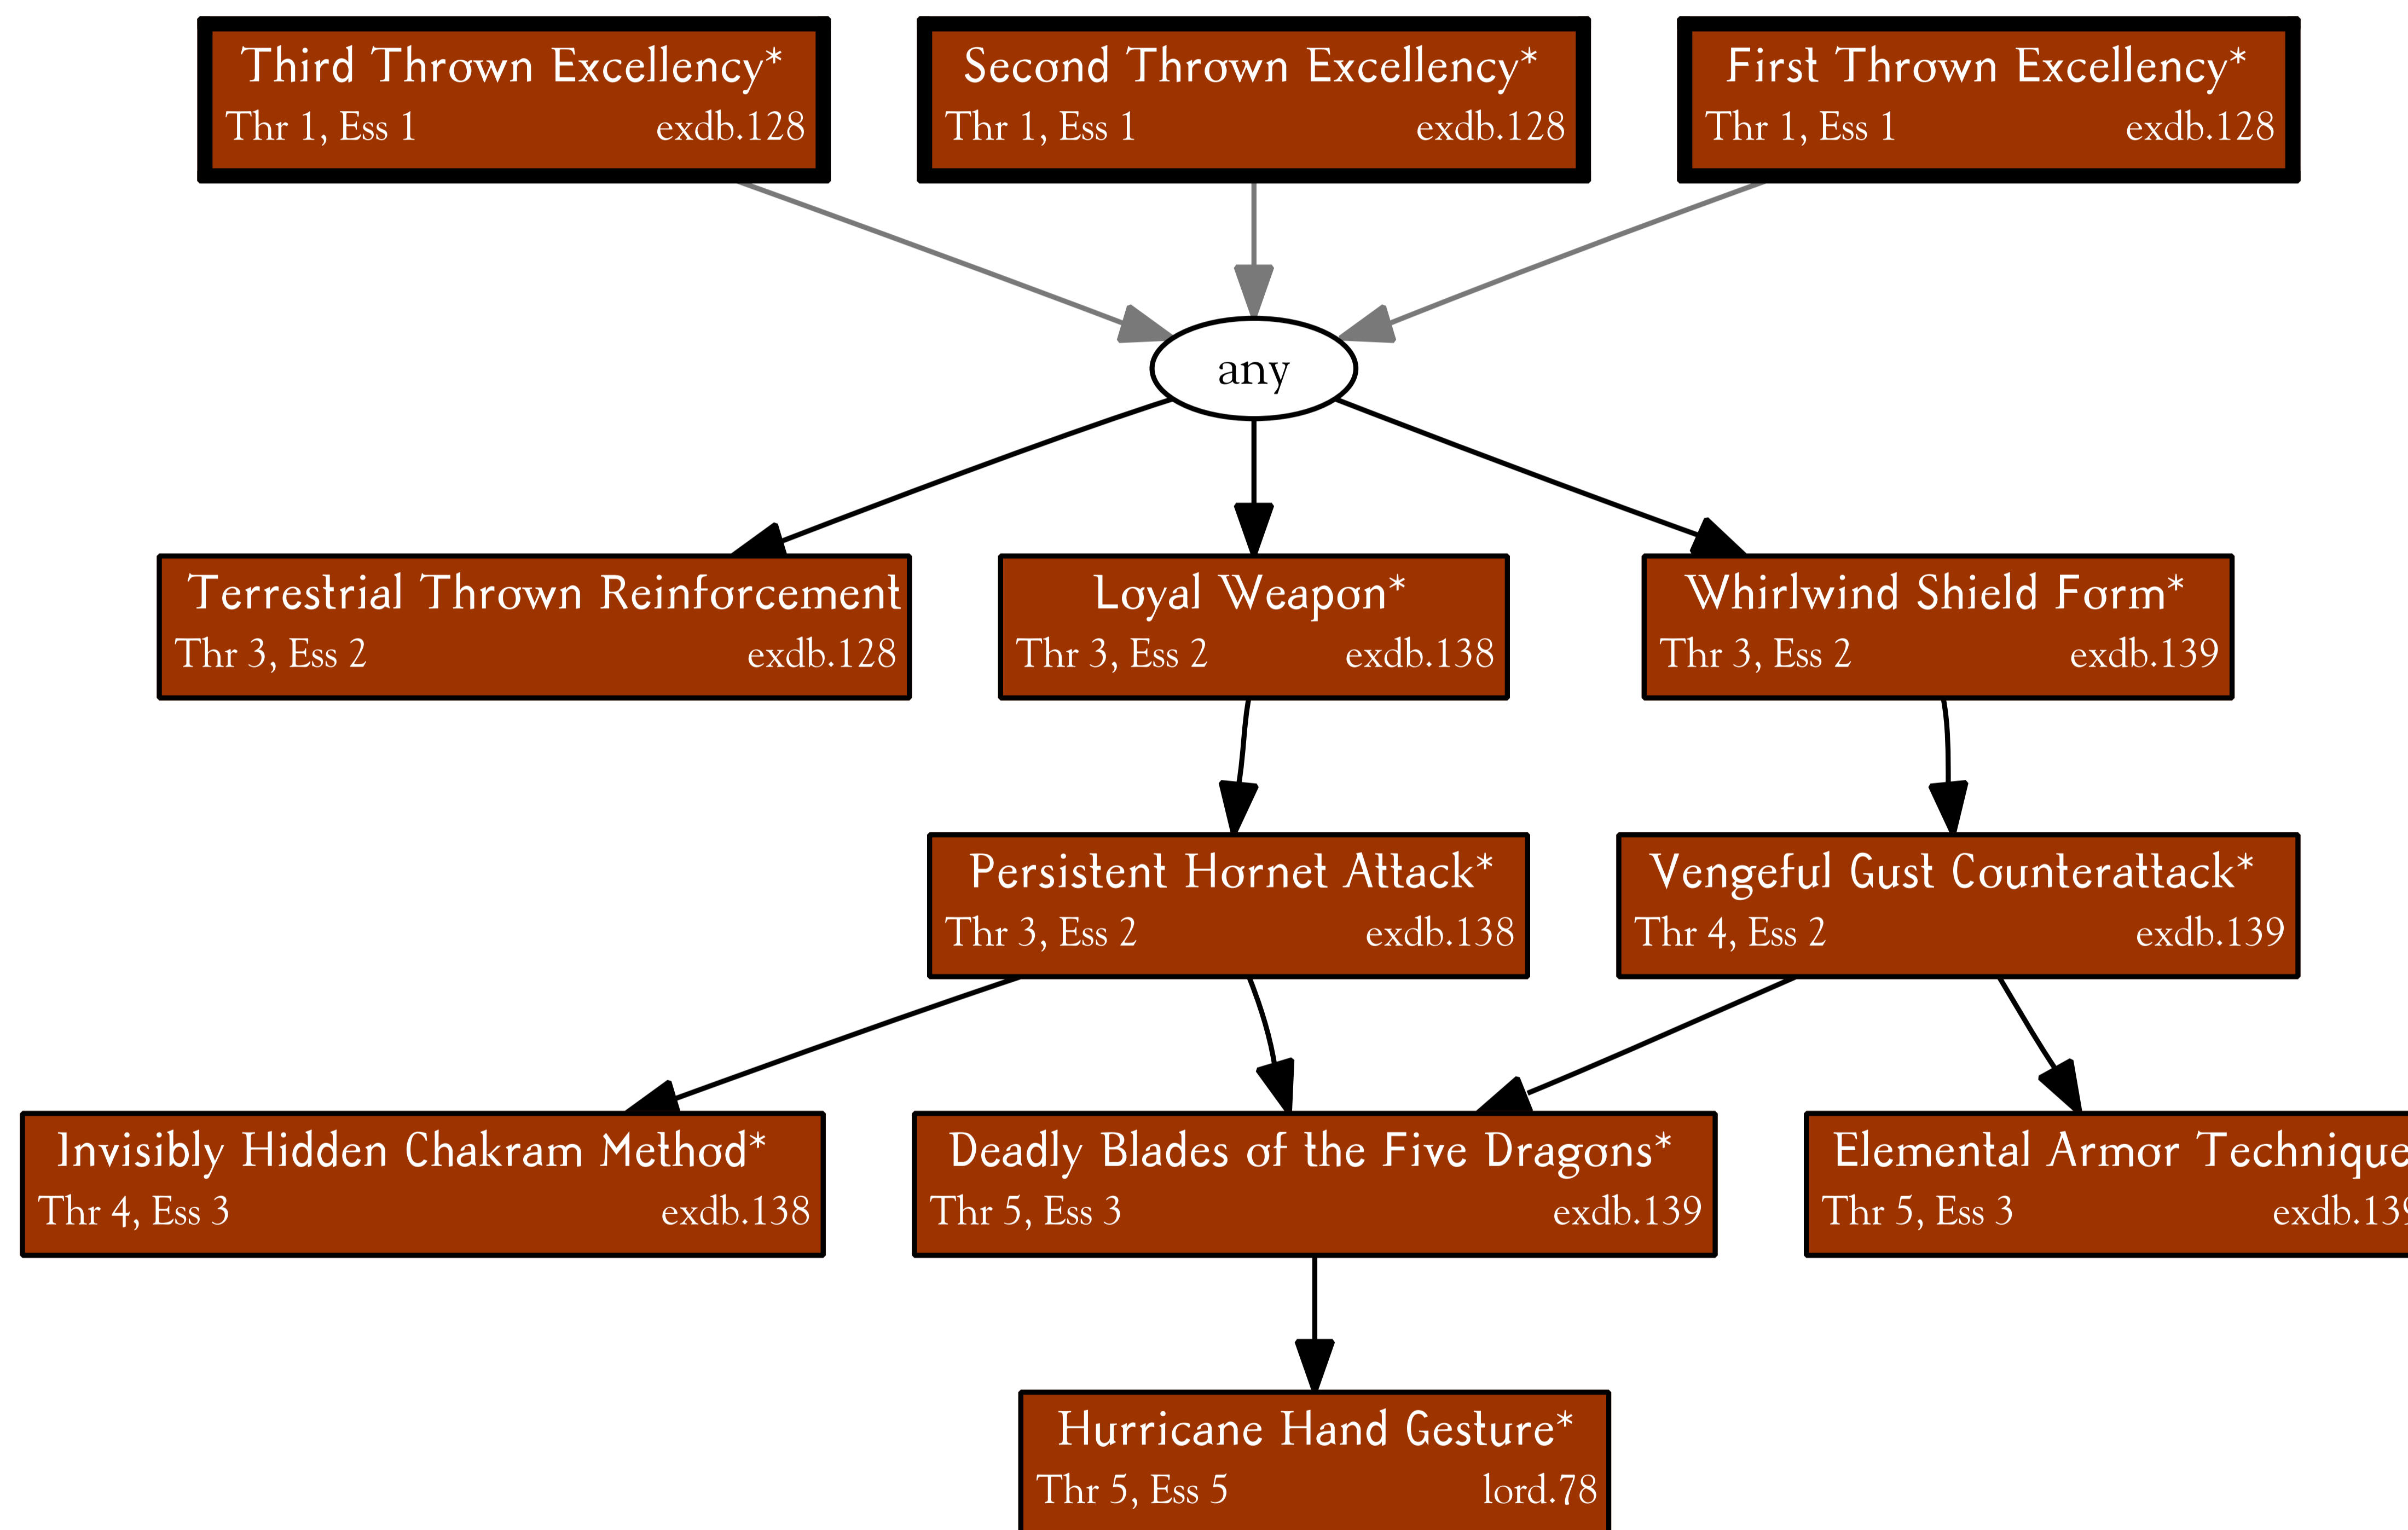 Third Thrown Excellency*
Thr 1, Ess 1 exdb.128
Second Thrown Excellency*
Thr 1, Ess 1 exdb.128
First Thrown Excellency*
Thr 1, Ess 1 exdb.128
any
Terrestrial Thrown Reinforcement
Thr 3, Ess 2 exdb.128
Loyal Weapon*
Thr 3, Ess 2 exdb.138
Whirlwind Shield Form*
Thr 3, Ess 2 exdb.139
Persistent Hornet Attack*
Thr 3, Ess 2 exdb.138
Vengeful Gust Counterattack*
Thr 4, Ess 2 exdb.139
Invisibly Hidden Chakram Method*
Thr 4, Ess 3 exdb.138
Deadly Blades of the Five Dragons*
Thr 5, Ess 3 exdb.139
Elemental Armor Technique
Thr 5, Ess 3 exdb.139
Hurricane Hand Gesture*
Thr 5, Ess 5 lord.78